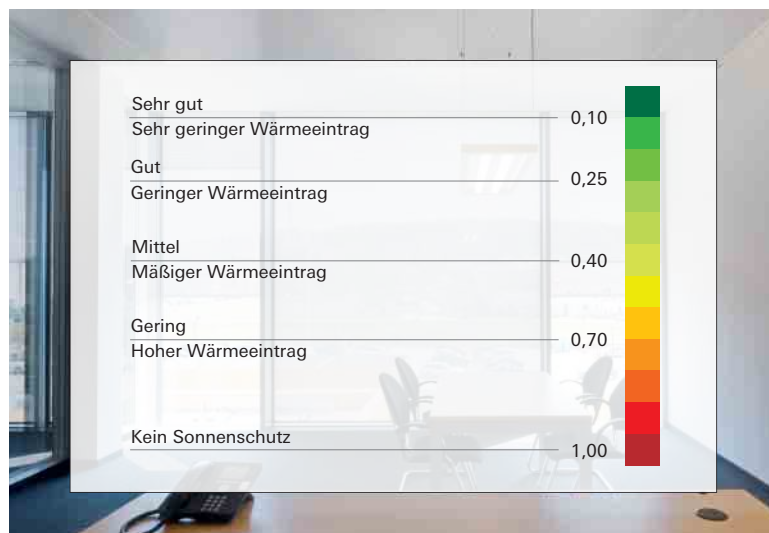 Sehr gut
0,10
Sehr geringer Wärmeeintrag
Gut
0,25
Geringer Wärmeeintrag
Mittel
0,40
Mäßiger Wärmeeintrag
Gering
0,70
Hoher Wärmeeintrag
Kein Sonnenschutz
1,00